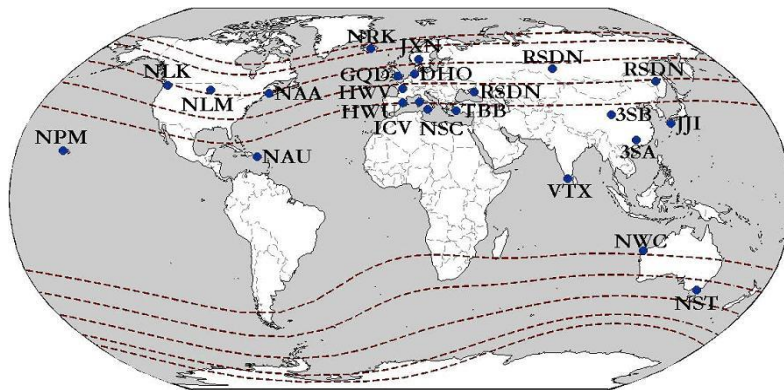 NRK
JXN
RSDN
NLK
GQD
DHO
RSDN
NLM
NAA
HWV
RSDN
HWU
TBB
3SB
JJI
ICV
NSC
NPM
NAU
3SA
VTX
NWC
NST